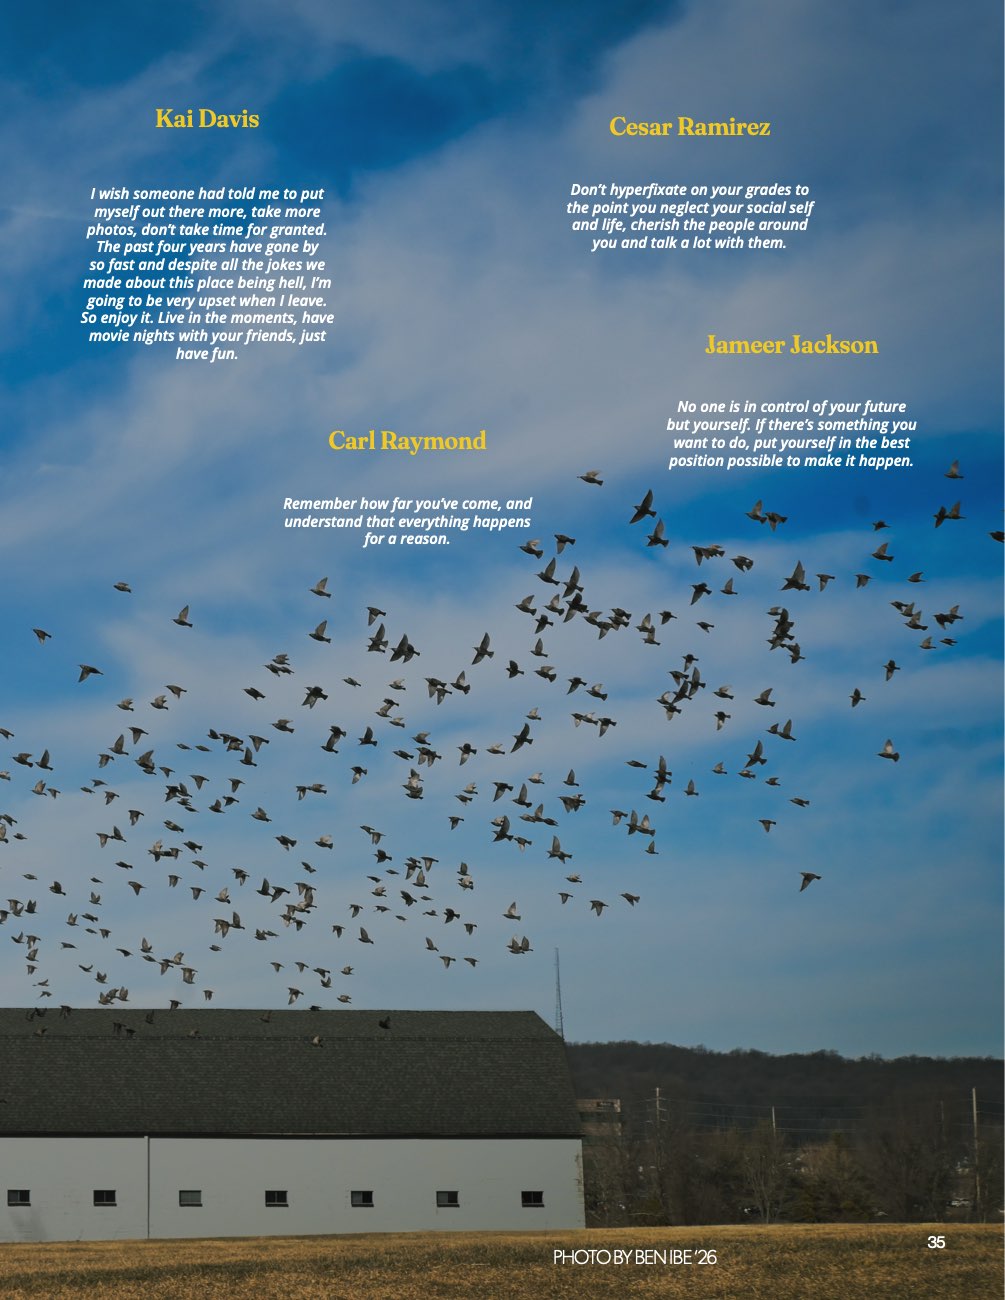 Kai Davis
I wish someone had told me to put
myself out there more, take more
photos, don't take time for granted.
The past four years have gone by
so fast and despite all the jokes we
made about this place being hell, I'm
going to be very upset when I leave.
So enjoy it. Live in the moments, have
movie nights with your friends, just
have fun.
Cesar Ramirez
Don't hyperfixate on your grades to
the point you neglect your social self
and life, cherish the people around
you and talk a lot with them.
Jameer Jackson
No one is in control of your future
but yourself. If there's something you
want to do, put yourself in the best
position possible to make it happen.
Carl Raymond
Remember how far you've come, and
understand that everything happens
for a reason.
35
PHOTO BY BEN IBE '26